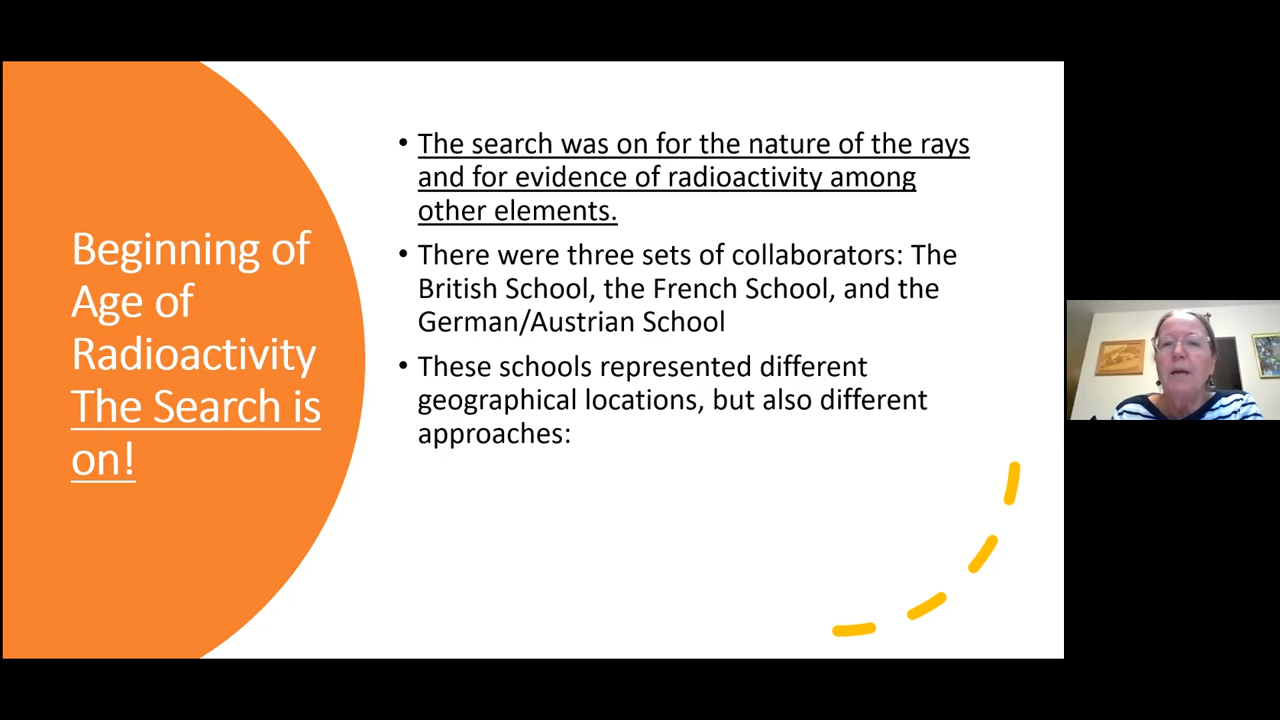 Beginning of
Age of
Radioactivity
The Search is
on!
• The search was on for the nature of the rays
and for evidence of radioactivity among
other elements.
• There were three sets of collaborators: The
British School, the French School, and the
German/Austrian School
• These schools represented different
geographical locations, but also different
approaches: